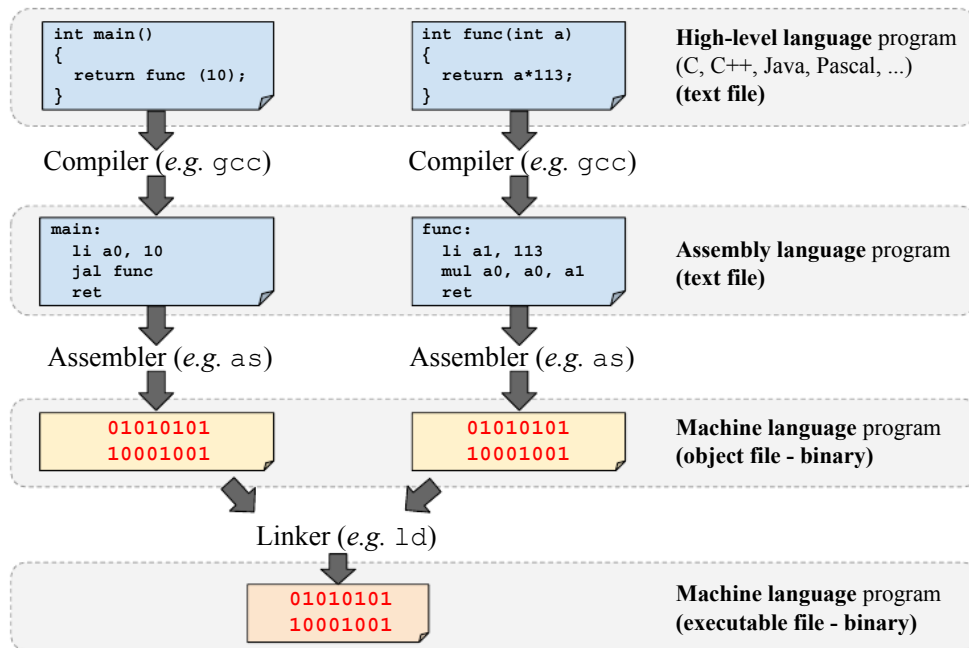 int main()
{
  return func (10);
}
int func(int a)
{
  return a*113;
}
High-level language program
(C, C++, Java, Pascal, ...)
(text file)
Compiler (e.g. gcc)
Compiler (e.g. gcc)
main:
  li a0, 10
  jal func
  ret
func:
  li a1, 113
  mul a0, a0, a1
  ret
Assembly language program
(text file)
Assembler (e.g. as)
Assembler (e.g. as)
01010101
10001001
01010101
10001001
Machine language program
(object file - binary)
Linker (e.g. ld)
01010101
10001001
Machine language program
(executable file - binary)